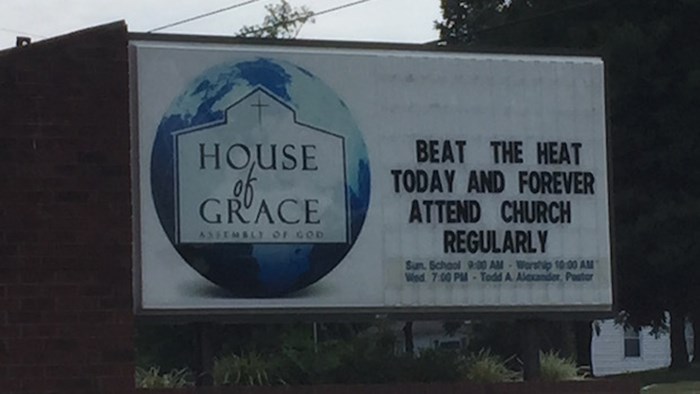 HOUSE
of
GRACE
ASSEMBLY OF GOD
BEAT THE HEAT
TODAY AND FOREVER
ATTEND CHURCH
REGULARLY
Sun. School 9:00 AM - Worship 10:00 AM
Wed 7:00 PM - Todd A. Alexander, Pastor